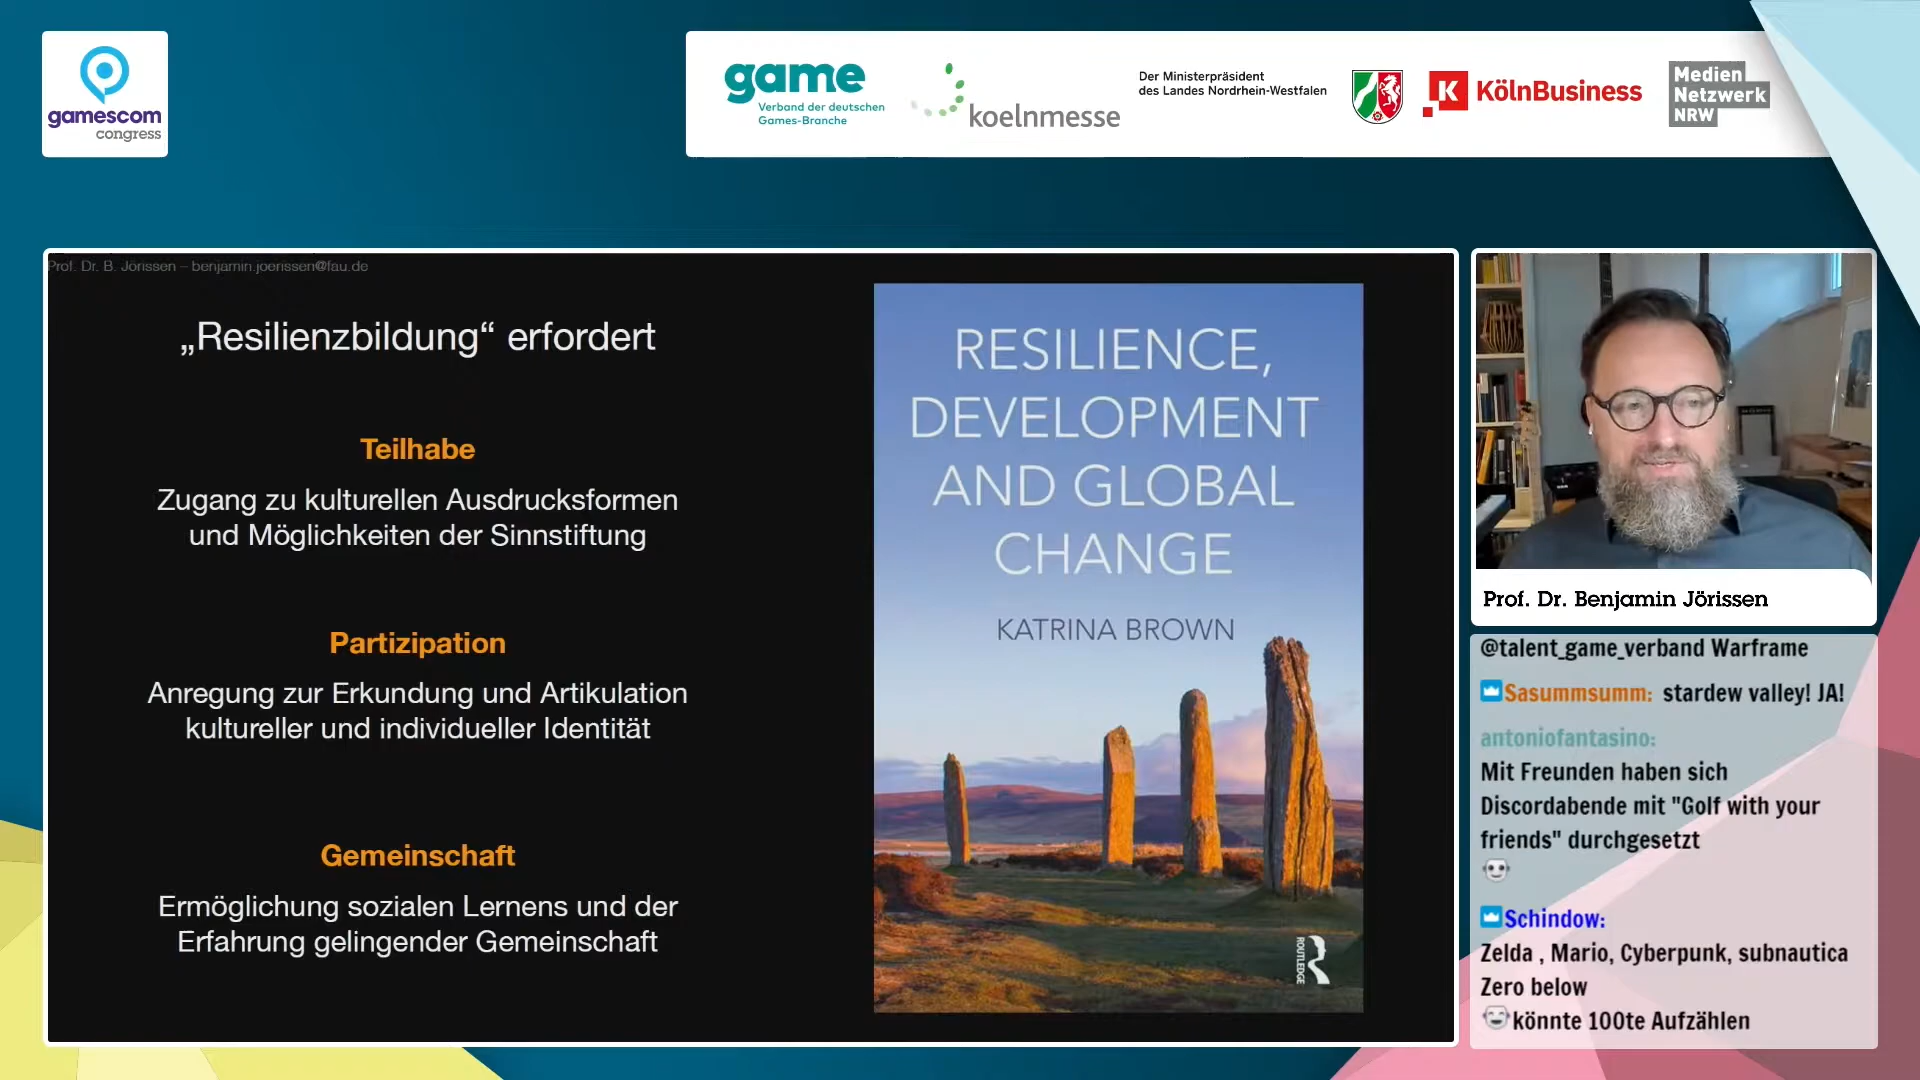 gamescom
congress
game
Verband der deutschen
Games-Branche
koelnmesse
Der Ministerpräsident
des Landes Nordrhein-Westfalen
K KölnBusiness
Medien
Netzwerk
NRW
Prof. Dr. B. Jörissen – benjamin.joerissen@fau.de
„Resilienzbildung“ erfordert
Teilhabe
Zugang zu kulturellen Ausdrucksformen
und Möglichkeiten der Sinnstiftung
Partizipation
Anregung zur Erkundung und Artikulation
kultureller und individueller Identität
Gemeinschaft
Ermöglichung sozialen Lernens und der
Erfahrung gelingender Gemeinschaft
RESILIENCE,
DEVELOPMENT
AND GLOBAL
CHANGE
KATRINA BROWN
ROUTLEDGE
Prof. Dr. Benjamin Jörissen
@talent_game_verband Warframe
Sasummsumm: stardew valley! JA!
antoniofantasino:
Mit Freunden haben sich
Discordabende mit "Golf with your
friends" durchgesetzt
Schindow:
Zelda , Mario, Cyberpunk, subnautica
Zero below
könnte 100te Aufzählen